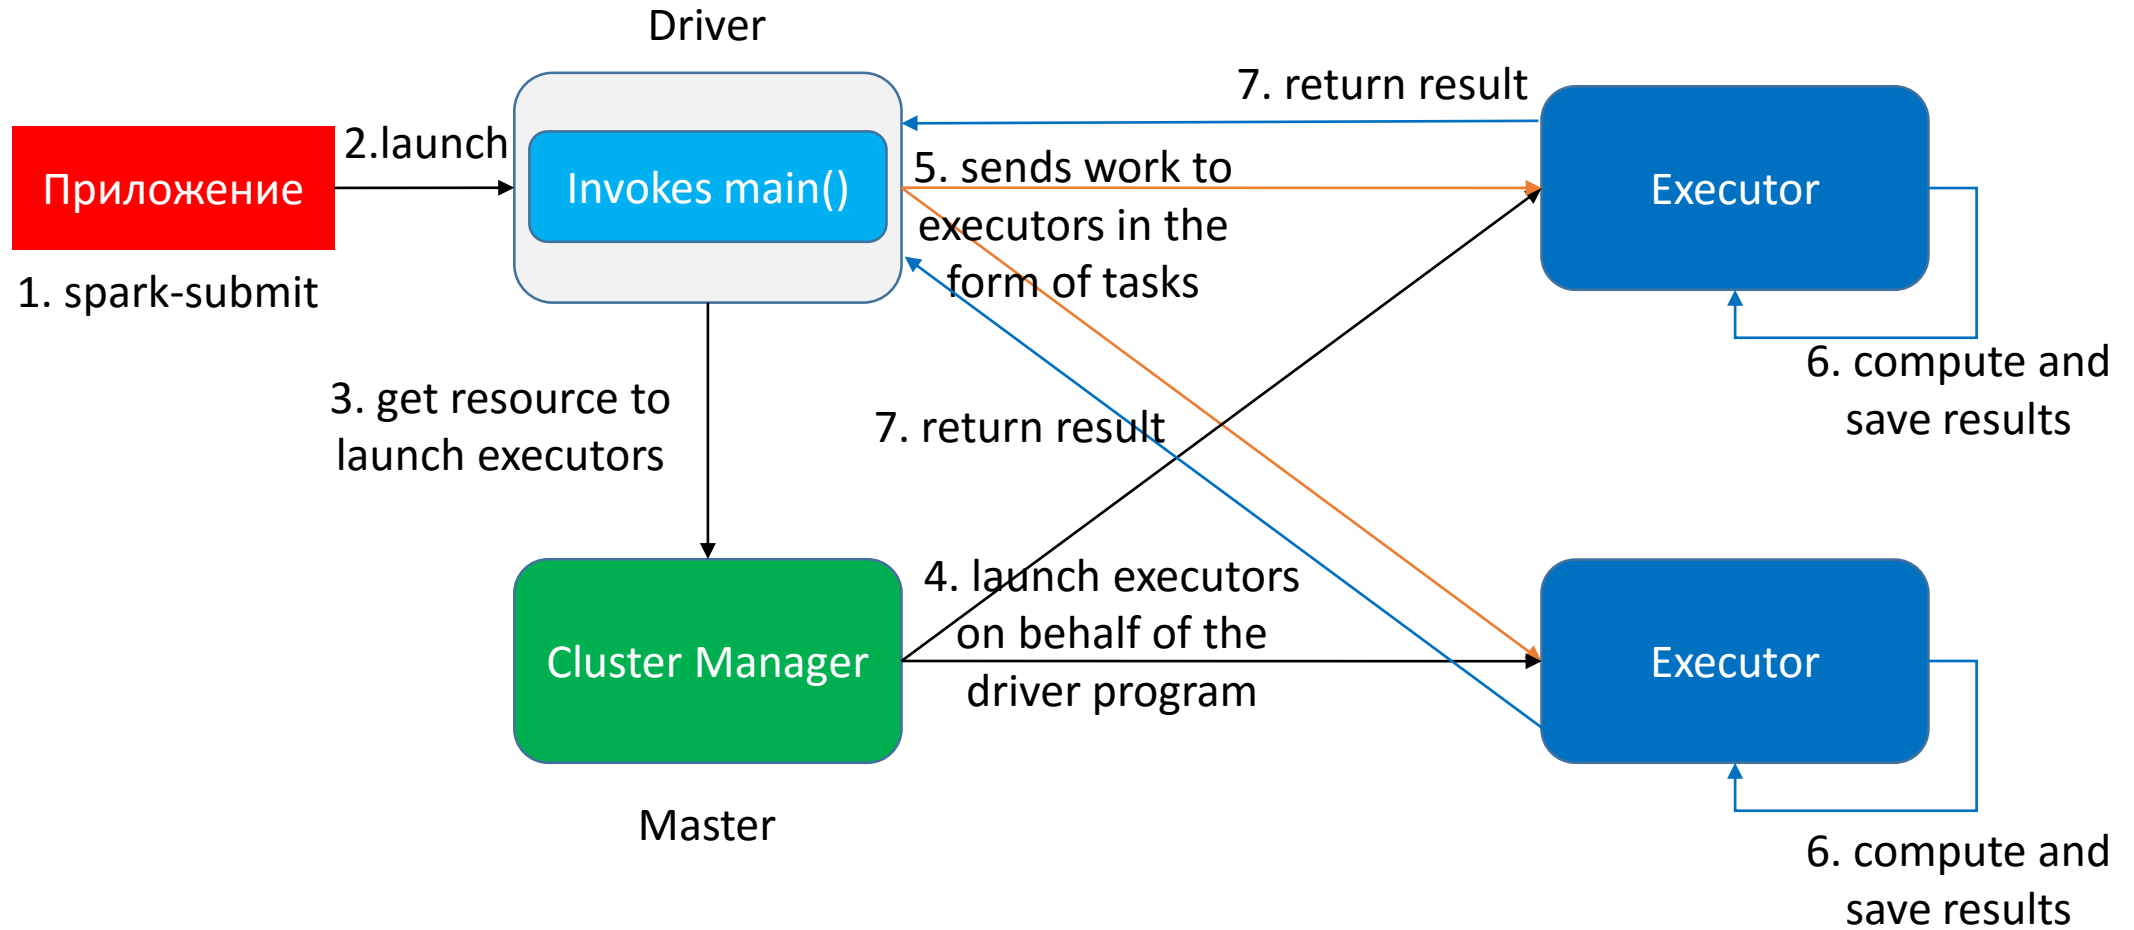 Driver
Приложение
1. spark-submit
2.launch
Invokes main()
7. return result
5. sends work to
executors in the
form of tasks
Executor
6. compute and
save results
3. get resource to
launch executors
7. return result
Cluster Manager
Master
4. launch executors
on behalf of the
driver program
Executor
6. compute and
save results